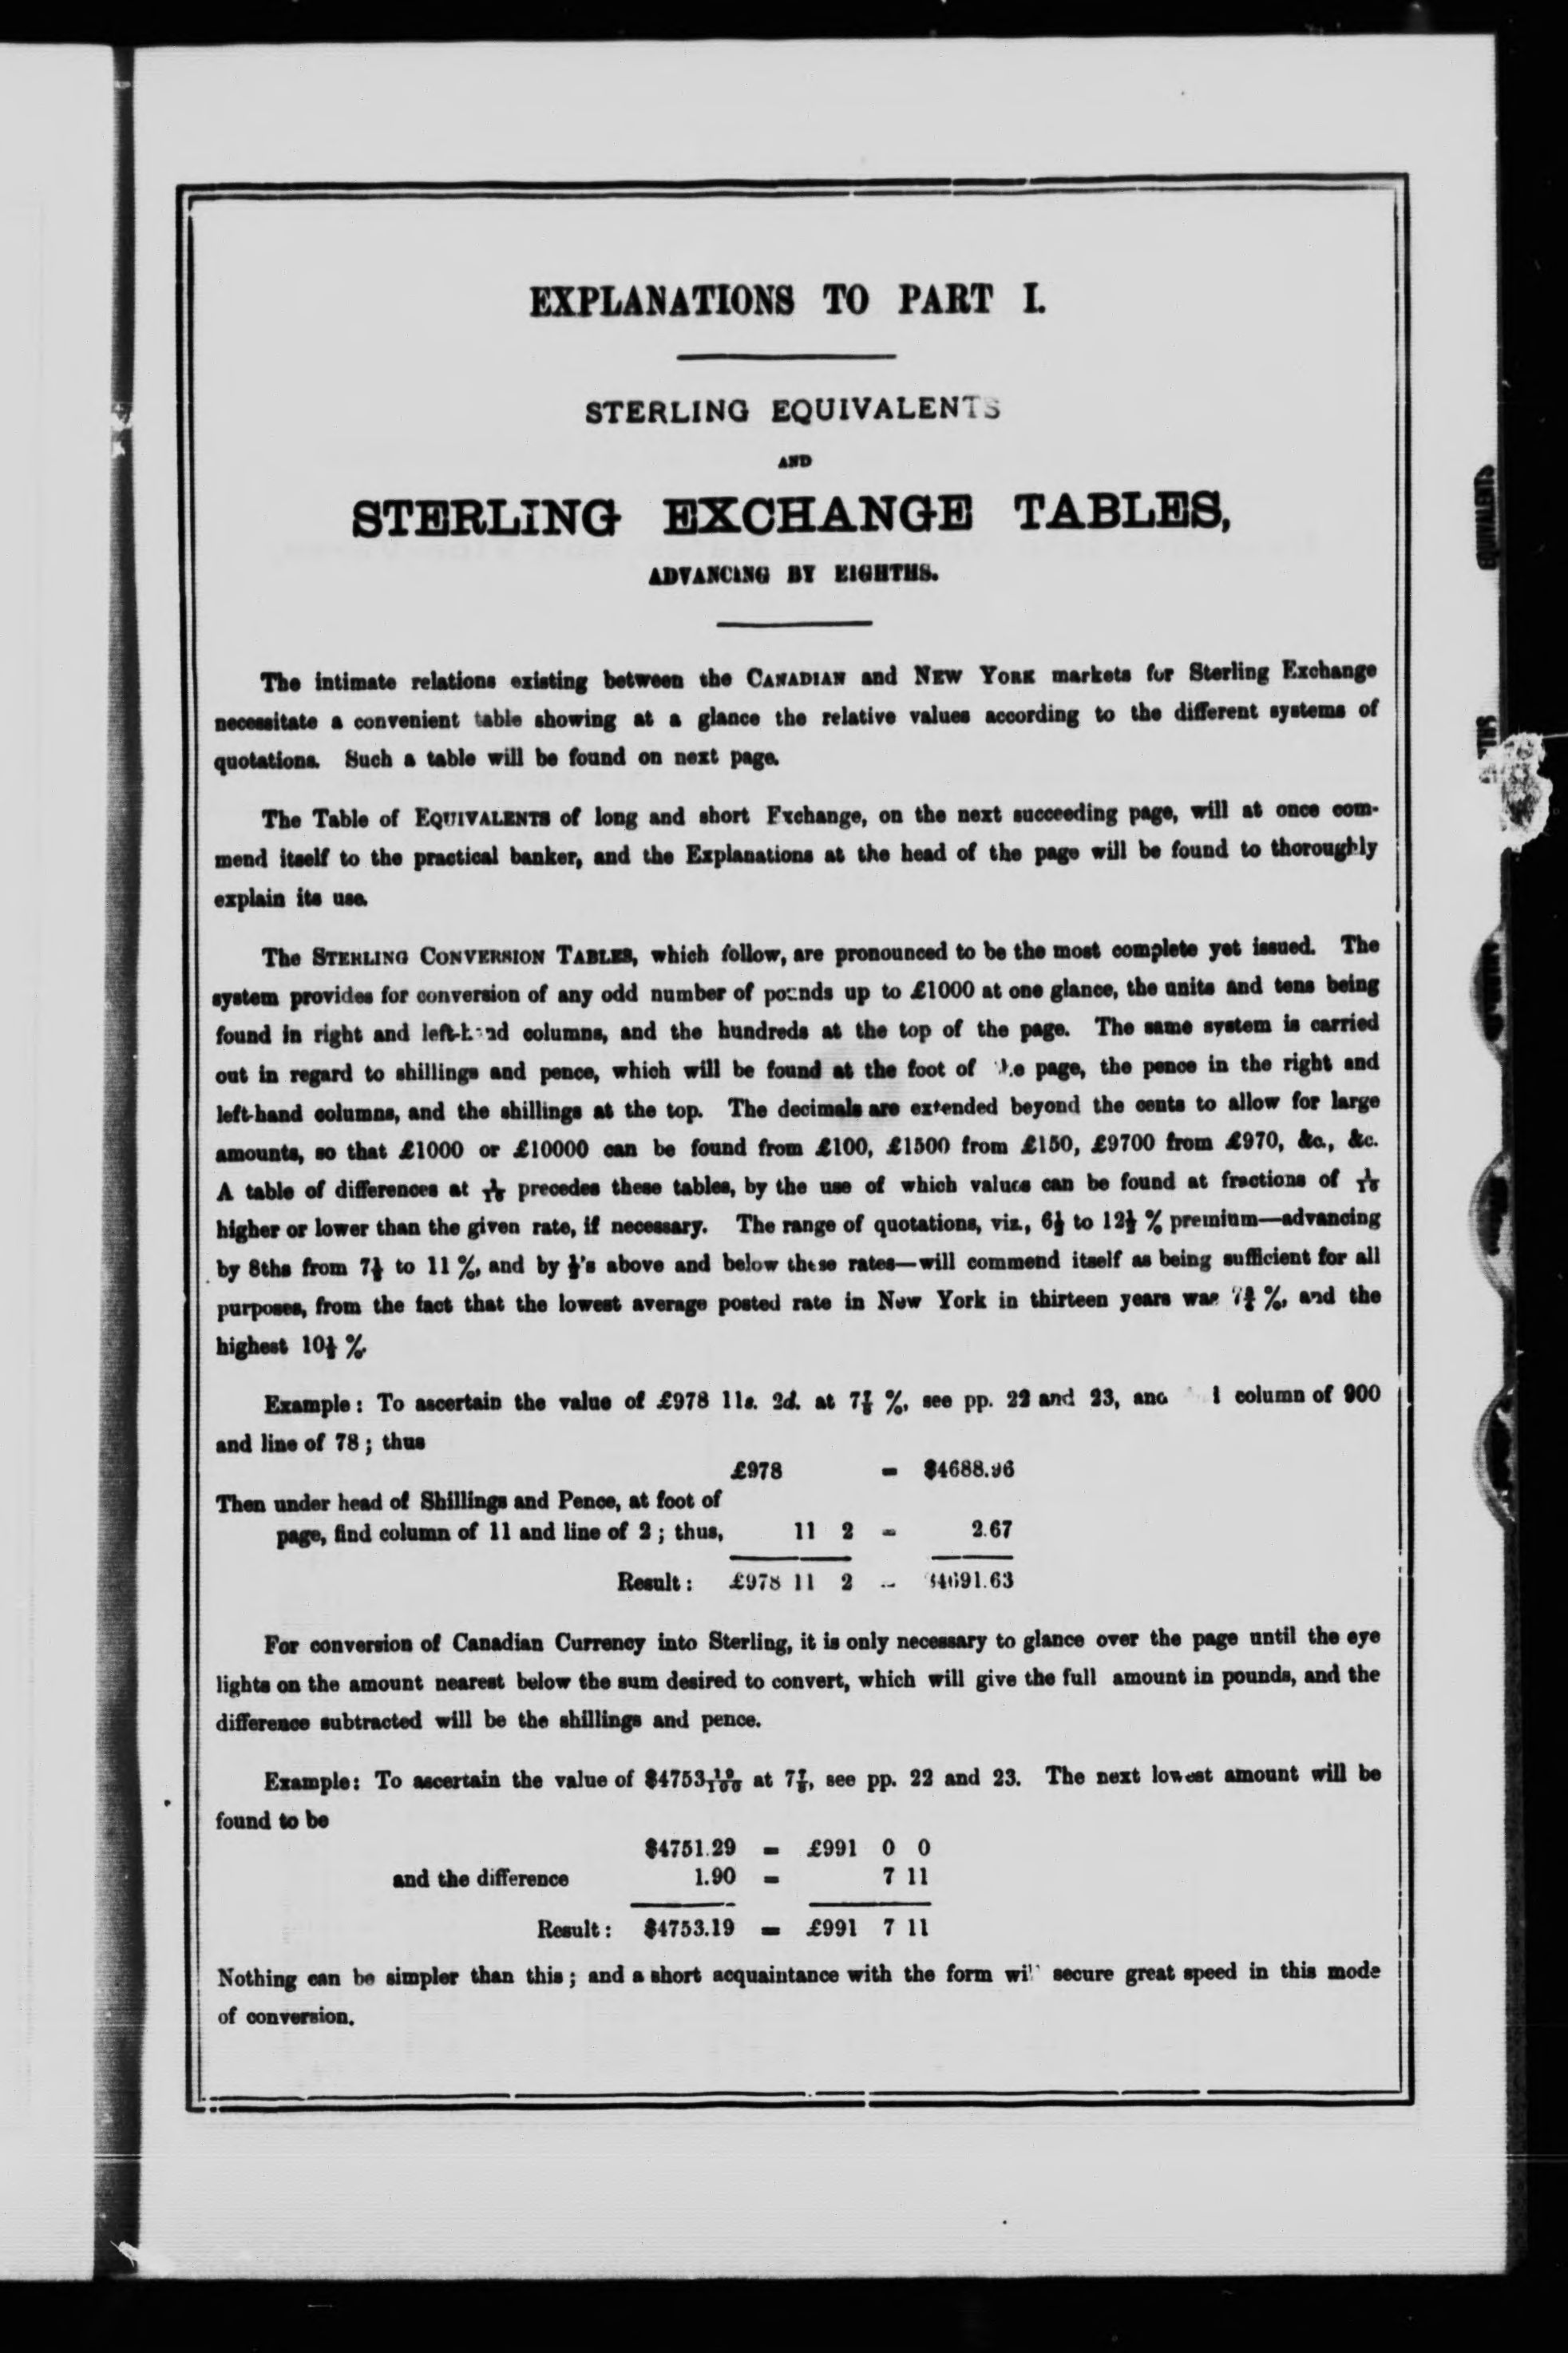 EXPLANATIONS TO PART I.
STERLING EQUIVALENTS
AND
STERLING EXCHANGE TABLES,
ADVANCING BY EIGHTHS.
The intimate relations existing between the CANADIAN and NEW YORK markets for Sterling Exchange
necessitate a convenient table showing at a glance the relative values according to the different systems of
quotations. Such a table will be found on next page.
The Table of EQUIVALENTS of long and short Exchange, on the next succeeding page, will at once com-
mend itself to the practical banker, and the Explanations at the head of the page will be found to thoroughly
explain its use.
The STERLING CONVERSION TABLES, which follow, are pronounced to be the most complete yet issued. The
system provides for conversion of any odd number of pounds up to £1000 at one glance, the units and tens being
found in right and left-hand columns, and the hundreds at the top of the page. The same system is carried
out in regard to shillings and pence, which will be found at the foot of the page, the pence in the right and
left-hand columns, and the shillings at the top. The decimals are extended beyond the cents to allow for large
amounts, so that £1000 or £10000 can be found from £100, £1500 from £150, £9700 from £970, &c., &c.
A table of differences at 1/16 precedes these tables, by the use of which values can be found at fractions of 1/16
higher or lower than the given rate, if necessary. The range of quotations, viz., 6½ to 12½ % premium—advancing
by 8ths from 7½ to 11 %, and by ¼'s above and below these rates—will commend itself as being sufficient for all
purposes, from the fact that the lowest average posted rate in New York in thirteen years was %, and the
highest %.
Example: To ascertain the value of £978 11s. 2d. at 7⅞ %, see pp. 22 and 23, column of 900
and line of 78; thus
£978 = $4688.96
Then under head of Shillings and Pence, at foot of
page, find column of 11 and line of 2; thus, 11 2 = 2.67
Result: £978 11 2 = $4691.63
For conversion of Canadian Currency into Sterling, it is only necessary to glance over the page until the eye
lights on the amount nearest below the sum desired to convert, which will give the full amount in pounds, and the
difference subtracted will be the shillings and pence.
Example: To ascertain the value of $4753 19/100 at 7⅞, see pp. 22 and 23. The next lowest amount will be
found to be
$4751.29 = £991 0 0
and the difference 1.90 = 7 11
Result: $4753.19 = £991 7 11
Nothing can be simpler than this; and a short acquaintance with the form will secure great speed in this mode
of conversion.